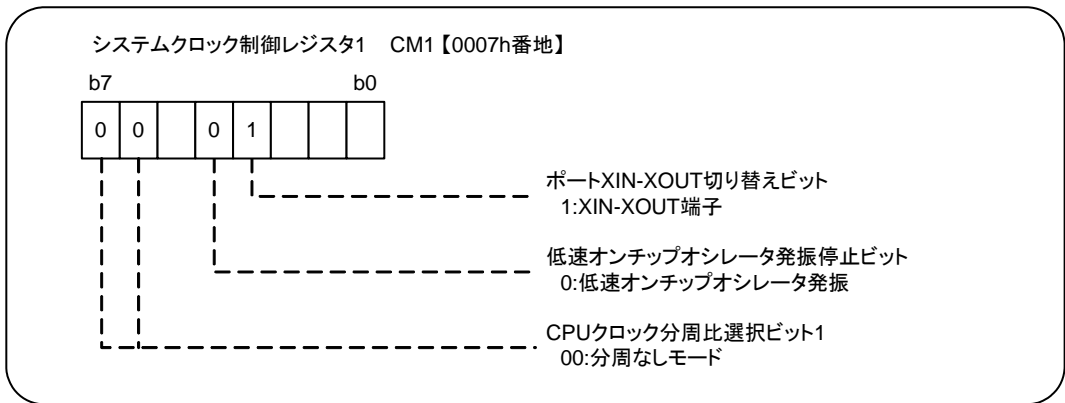 システムクロック制御レジスタ1 CM1【0007h番地】
b7 b0
0 0 0 1
ポートXIN-XOUT切り替えビット
1:XIN-XOUT端子
低速オンチップオシレータ発振停止ビット
0:低速オンチップオシレータ発振
CPUクロック分周比選択ビット1
00:分周なしモード